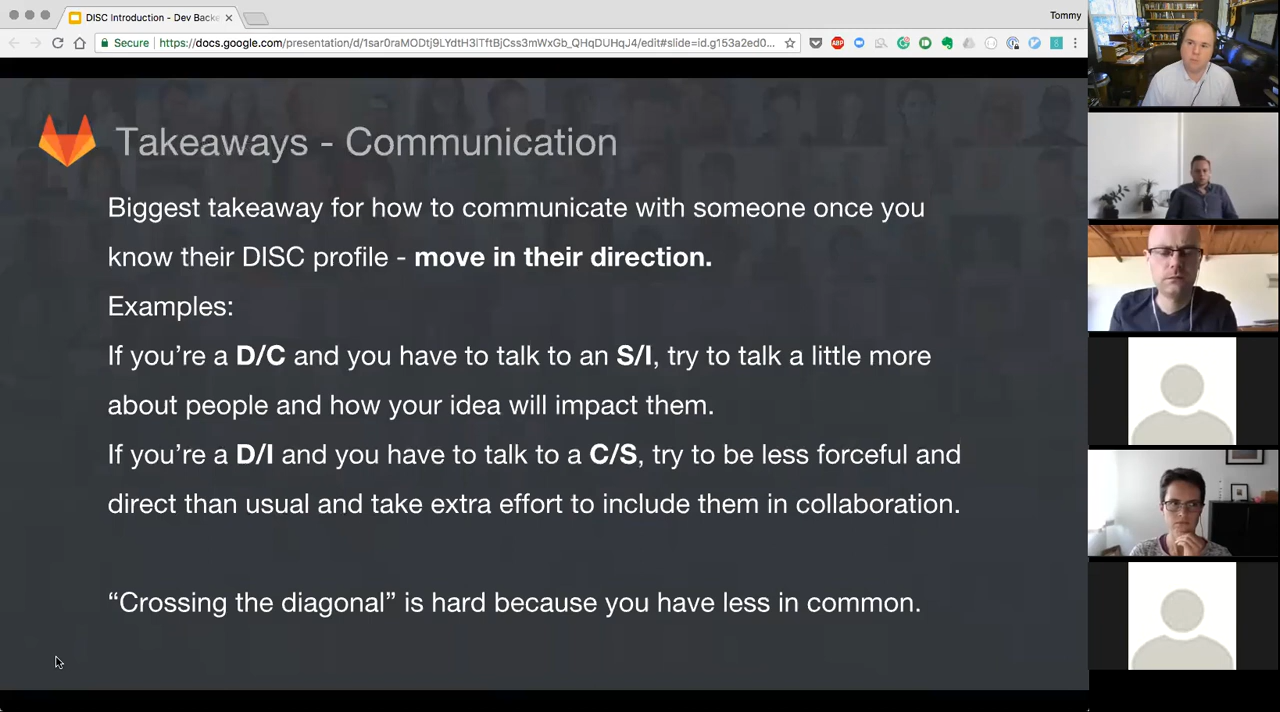 DISC Introduction - Dev Backe
Tommy
Secure
https://docs.google.com/presentation/d/1sar0raMODtj9LYdtH3lTftBjCss3mWxGb_QHqDUHqJ4/edit#slide=id.g153a2ed0...
ABP
Takeaways - Communication
Biggest takeaway for how to communicate with someone once you
know their DISC profile - move in their direction.
Examples:
If you’re a D/C and you have to talk to an S/I, try to talk a little more
about people and how your idea will impact them.
If you’re a D/I and you have to talk to a C/S, try to be less forceful and
direct than usual and take extra effort to include them in collaboration.
“Crossing the diagonal” is hard because you have less in common.